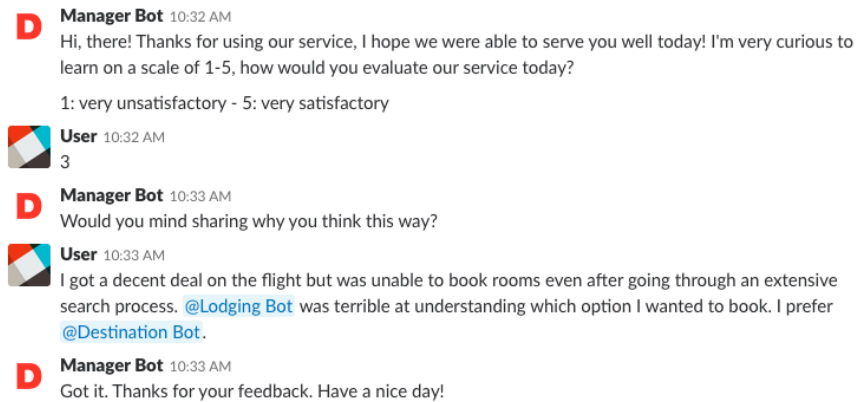 Manager Bot 10:32 AM
Hi, there! Thanks for using our service, I hope we were able to serve you well today! I'm very curious to
learn on a scale of 1-5, how would you evaluate our service today?
1: very unsatisfactory - 5: very satisfactory
User 10:32 AM
3
Manager Bot 10:33 AM
Would you mind sharing why you think this way?
User 10:33 AM
I got a decent deal on the flight but was unable to book rooms even after going through an extensive
search process. @Lodging Bot was terrible at understanding which option I wanted to book. I prefer
@Destination Bot.
Manager Bot 10:33 AM
Got it. Thanks for your feedback. Have a nice day!
D
D
D